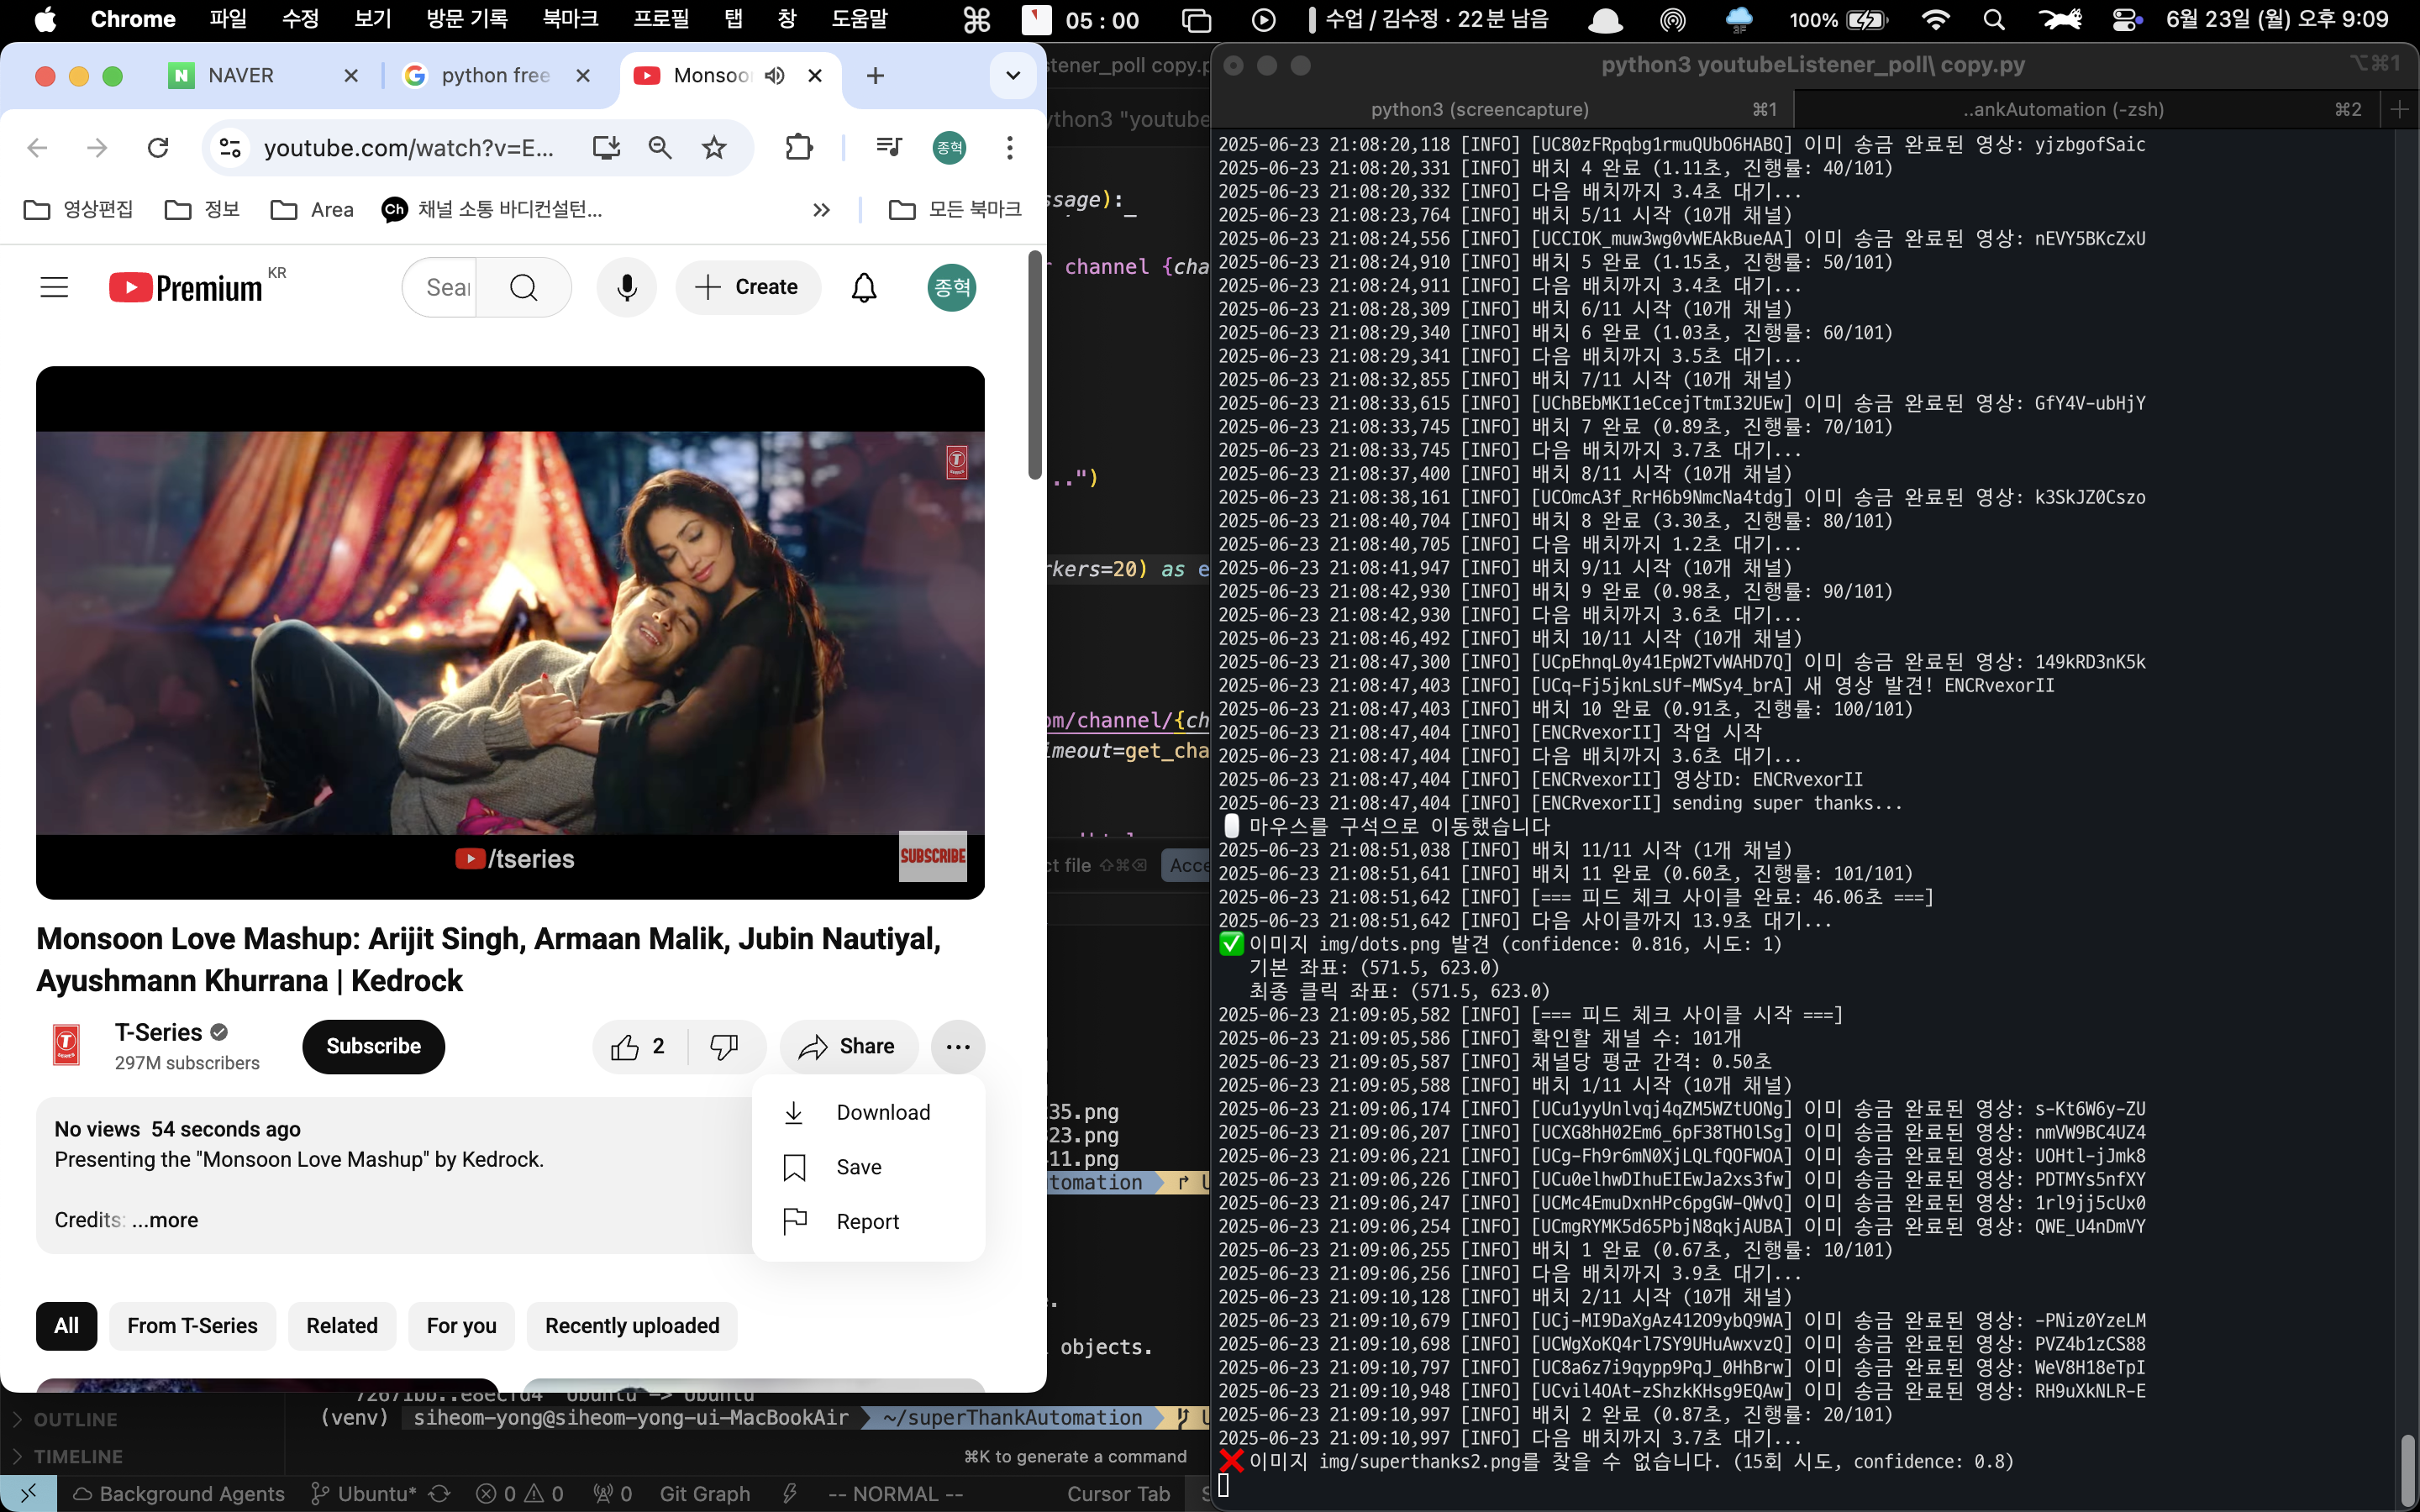 Chrome 파일 수정 보기 방문 기록 북마크 프로필 탭 창 도움말 05 : 00 수업 / 김수정 · 22분 남음 100% 6월 23일 (월) 오후 9:09
NAVER python free Monsoo
youtube.com/watch?v=E...
종혁
영상편집 정보 Area 채널 소통 바디컨설턴... 모든 북마크
Premium KR
Sear
Create
종혁
/tseries
SUBSCRIBE
Monsoon Love Mashup: Arijit Singh, Armaan Malik, Jubin Nautiyal,
Ayushmann Khurrana | Kedrock
T-Series
297M subscribers
Subscribe
2
Share
No views 54 seconds ago
Presenting the "Monsoon Love Mashup" by Kedrock.
Credits: ...more
Download
Save
Report
All From T-Series Related For you Recently uploaded
stener_poll copy.p
ython3 "youtube
ssage):
r channel {cha
..")
rkers=20) as e
om/channel/{ch
imeout=get_cha
ct file
Acce
35.png
23.png
11.png
tomation
objects.
72671bb..e8ecfd4 Ubuntu -> Ubuntu
(venv) siheom-yong@siheom-yong-ui-MacBookAir ~/superThankAutomation
⌘K to generate a command
OUTLINE
TIMELINE
Background Agents Ubuntu* 0 0 0 Git Graph -- NORMAL -- Cursor Tab
python3 youtubeListener_poll\ copy.py ⌥⌘1
python3 (screencapture) ⌘1 ..ankAutomation (-zsh) ⌘2
2025-06-23 21:08:20,118 [INFO] [UC80zFRpqbg1rmuQUbO6HABQ] 이미 송금 완료된 영상: yjzbgofSaic
2025-06-23 21:08:20,331 [INFO] 배치 4 완료 (1.11초, 진행률: 40/101)
2025-06-23 21:08:20,332 [INFO] 다음 배치까지 3.4초 대기...
2025-06-23 21:08:23,764 [INFO] 배치 5/11 시작 (10개 채널)
2025-06-23 21:08:24,556 [INFO] [UCCIOK_muw3wg0vWEAkBueAA] 이미 송금 완료된 영상: nEVY5BKcZxU
2025-06-23 21:08:24,910 [INFO] 배치 5 완료 (1.15초, 진행률: 50/101)
2025-06-23 21:08:24,911 [INFO] 다음 배치까지 3.4초 대기...
2025-06-23 21:08:28,309 [INFO] 배치 6/11 시작 (10개 채널)
2025-06-23 21:08:29,340 [INFO] 배치 6 완료 (1.03초, 진행률: 60/101)
2025-06-23 21:08:29,341 [INFO] 다음 배치까지 3.5초 대기...
2025-06-23 21:08:32,855 [INFO] 배치 7/11 시작 (10개 채널)
2025-06-23 21:08:33,615 [INFO] [UChBEbMKI1eCcejTtmI32UEw] 이미 송금 완료된 영상: GfY4V-ubHjY
2025-06-23 21:08:33,745 [INFO] 배치 7 완료 (0.89초, 진행률: 70/101)
2025-06-23 21:08:33,745 [INFO] 다음 배치까지 3.7초 대기...
2025-06-23 21:08:37,400 [INFO] 배치 8/11 시작 (10개 채널)
2025-06-23 21:08:38,161 [INFO] [UCOmcA3f_RrH6b9NmcNa4tdg] 이미 송금 완료된 영상: k3SkJZ0Cszo
2025-06-23 21:08:40,704 [INFO] 배치 8 완료 (3.30초, 진행률: 80/101)
2025-06-23 21:08:40,705 [INFO] 다음 배치까지 1.2초 대기...
2025-06-23 21:08:41,947 [INFO] 배치 9/11 시작 (10개 채널)
2025-06-23 21:08:42,930 [INFO] 배치 9 완료 (0.98초, 진행률: 90/101)
2025-06-23 21:08:42,930 [INFO] 다음 배치까지 3.6초 대기...
2025-06-23 21:08:46,492 [INFO] 배치 10/11 시작 (10개 채널)
2025-06-23 21:08:47,300 [INFO] [UCpEhnqL0y41EpW2TvWAHD7Q] 이미 송금 완료된 영상: 149kRD3nK5k
2025-06-23 21:08:47,403 [INFO] [UCq-Fj5jknLsUf-MWSy4_brA] 새 영상 발견! ENCRvexorII
2025-06-23 21:08:47,403 [INFO] 배치 10 완료 (0.91초, 진행률: 100/101)
2025-06-23 21:08:47,404 [INFO] [ENCRvexorII] 작업 시작
2025-06-23 21:08:47,404 [INFO] 다음 배치까지 3.6초 대기...
2025-06-23 21:08:47,404 [INFO] [ENCRvexorII] 영상ID: ENCRvexorII
2025-06-23 21:08:47,404 [INFO] [ENCRvexorII] sending super thanks...
마우스를 구석으로 이동했습니다
2025-06-23 21:08:51,038 [INFO] 배치 11/11 시작 (1개 채널)
2025-06-23 21:08:51,641 [INFO] 배치 11 완료 (0.60초, 진행률: 101/101)
2025-06-23 21:08:51,642 [INFO] [=== 피드 체크 사이클 완료: 46.06초 ===]
2025-06-23 21:08:51,642 [INFO] 다음 사이클까지 13.9초 대기...
✅ 이미지 img/dots.png 발견 (confidence: 0.816, 시도: 1)
기본 좌표: (571.5, 623.0)
최종 클릭 좌표: (571.5, 623.0)
2025-06-23 21:09:05,582 [INFO] [=== 피드 체크 사이클 시작 ===]
2025-06-23 21:09:05,586 [INFO] 확인할 채널 수: 101개
2025-06-23 21:09:05,587 [INFO] 채널당 평균 간격: 0.50초
2025-06-23 21:09:05,588 [INFO] 배치 1/11 시작 (10개 채널)
2025-06-23 21:09:06,174 [INFO] [UCu1yyUnlvqj4qZM5WZtUONg] 이미 송금 완료된 영상: s-Kt6W6y-ZU
2025-06-23 21:09:06,207 [INFO] [UCXG8hH02Em6_6pF38THOlSg] 이미 송금 완료된 영상: nmVW9BC4UZ4
2025-06-23 21:09:06,221 [INFO] [UCg-Fh9r6mN0XjLQLfQOFWOA] 이미 송금 완료된 영상: UOHtl-jJmk8
2025-06-23 21:09:06,226 [INFO] [UCu0elhwDIhuEIEwJa2xs3fw] 이미 송금 완료된 영상: PDTMYs5nfXY
2025-06-23 21:09:06,247 [INFO] [UCMc4EmuDxnHPc6pgGW-QWvQ] 이미 송금 완료된 영상: 1rl9jj5cUx0
2025-06-23 21:09:06,254 [INFO] [UCmgRYMK5d65PbjN8qkjAUBA] 이미 송금 완료된 영상: QWE_U4nDmVY
2025-06-23 21:09:06,255 [INFO] 배치 1 완료 (0.67초, 진행률: 10/101)
2025-06-23 21:09:06,256 [INFO] 다음 배치까지 3.9초 대기...
2025-06-23 21:09:10,128 [INFO] 배치 2/11 시작 (10개 채널)
2025-06-23 21:09:10,679 [INFO] [UCj-MI9DaXgAz412O9ybQ9WA] 이미 송금 완료된 영상: -PNiz0YzeLM
2025-06-23 21:09:10,698 [INFO] [UCWgXoKQ4rl7SY9UHuAwxvzQ] 이미 송금 완료된 영상: PVZ4b1zCS88
2025-06-23 21:09:10,797 [INFO] [UC8a6z7i9qypp9PqJ_0HhBrw] 이미 송금 완료된 영상: WeV8H18eTpI
2025-06-23 21:09:10,948 [INFO] [UCvil4OAt-zShzkKHsg9EQAw] 이미 송금 완료된 영상: RH9uXkNLR-E
2025-06-23 21:09:10,997 [INFO] 배치 2 완료 (0.87초, 진행률: 20/101)
2025-06-23 21:09:10,997 [INFO] 다음 배치까지 3.7초 대기...
❌ 이미지 img/superthanks2.png를 찾을 수 없습니다. (15회 시도, confidence: 0.8)